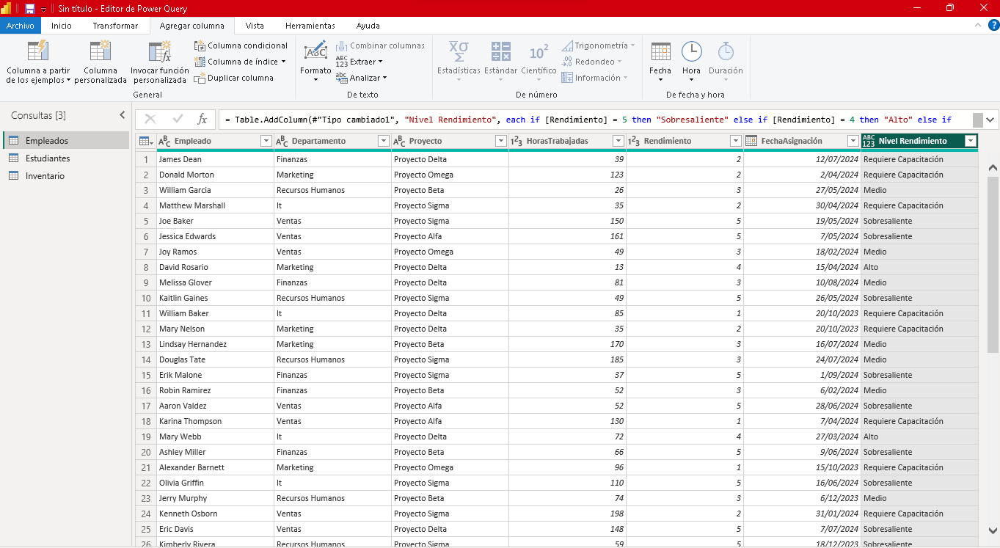 Sin título - Editor de Power Query
Archivo Inicio Transformar Agregar columna Vista Herramientas Ayuda
Columna a partir de los ejemplos
Columna personalizada
Invocar función personalizada
Columna condicional
Columna de índice
Duplicar columna
General
Formato
Combinar columnas
Extraer
Analizar
De texto
Estadísticas
Estándar
Científico
Trigonometría
Redondeo
Información
De número
Fecha
Hora
Duración
De fecha y hora
Consultas [3]
Empleados
Estudiantes
Inventario
= Table.AddColumn(#"Tipo cambiado1", "Nivel Rendimiento", each if [Rendimiento] = 5 then "Sobresaliente" else if [Rendimiento] = 4 then "Alto" else if
Empleado Departamento Proyecto HorasTrabajadas Rendimiento FechaAsignación Nivel Rendimiento
1 James Dean Finanzas Proyecto Delta 39 2 12/07/2024 Requiere Capacitación
2 Donald Morton Marketing Proyecto Omega 123 2 2/04/2024 Requiere Capacitación
3 William Garcia Recursos Humanos Proyecto Beta 26 3 27/05/2024 Medio
4 Matthew Marshall It Proyecto Sigma 35 2 30/04/2024 Requiere Capacitación
5 Joe Baker Ventas Proyecto Sigma 150 5 19/05/2024 Sobresaliente
6 Jessica Edwards Ventas Proyecto Alfa 161 5 7/05/2024 Sobresaliente
7 Joy Ramos Ventas Proyecto Omega 49 3 18/02/2024 Medio
8 David Rosario Marketing Proyecto Delta 13 4 15/04/2024 Alto
9 Melissa Glover Finanzas Proyecto Delta 81 3 10/08/2024 Medio
10 Kaitlin Gaines Recursos Humanos Proyecto Sigma 49 5 26/05/2024 Sobresaliente
11 William Baker It Proyecto Delta 85 1 20/10/2023 Requiere Capacitación
12 Mary Nelson Marketing Proyecto Delta 35 2 20/10/2023 Requiere Capacitación
13 Lindsay Hernandez Marketing Proyecto Beta 170 3 16/07/2024 Medio
14 Douglas Tate Recursos Humanos Proyecto Sigma 185 3 24/07/2024 Medio
15 Erik Malone Finanzas Proyecto Sigma 37 5 1/09/2024 Sobresaliente
16 Robin Ramirez Finanzas Proyecto Beta 52 3 6/02/2024 Medio
17 Aaron Valdez Ventas Proyecto Alfa 52 5 28/06/2024 Sobresaliente
18 Karina Thompson Ventas Proyecto Alfa 130 1 7/04/2024 Requiere Capacitación
19 Mary Webb It Proyecto Delta 72 4 27/03/2024 Alto
20 Ashley Miller Finanzas Proyecto Beta 66 5 9/06/2024 Sobresaliente
21 Alexander Barnett Marketing Proyecto Omega 96 1 15/10/2023 Requiere Capacitación
22 Olivia Griffin It Proyecto Sigma 110 5 16/06/2024 Sobresaliente
23 Jerry Murphy Recursos Humanos Proyecto Beta 74 3 6/12/2023 Medio
24 Kenneth Osborn Ventas Proyecto Sigma 198 2 31/01/2024 Requiere Capacitación
25 Eric Davis Ventas Proyecto Delta 148 5 7/07/2024 Sobresaliente
26 Kimberly Rivera Recursos Humanos Proyecto Sigma 59 5 18/12/2023 Sobresaliente